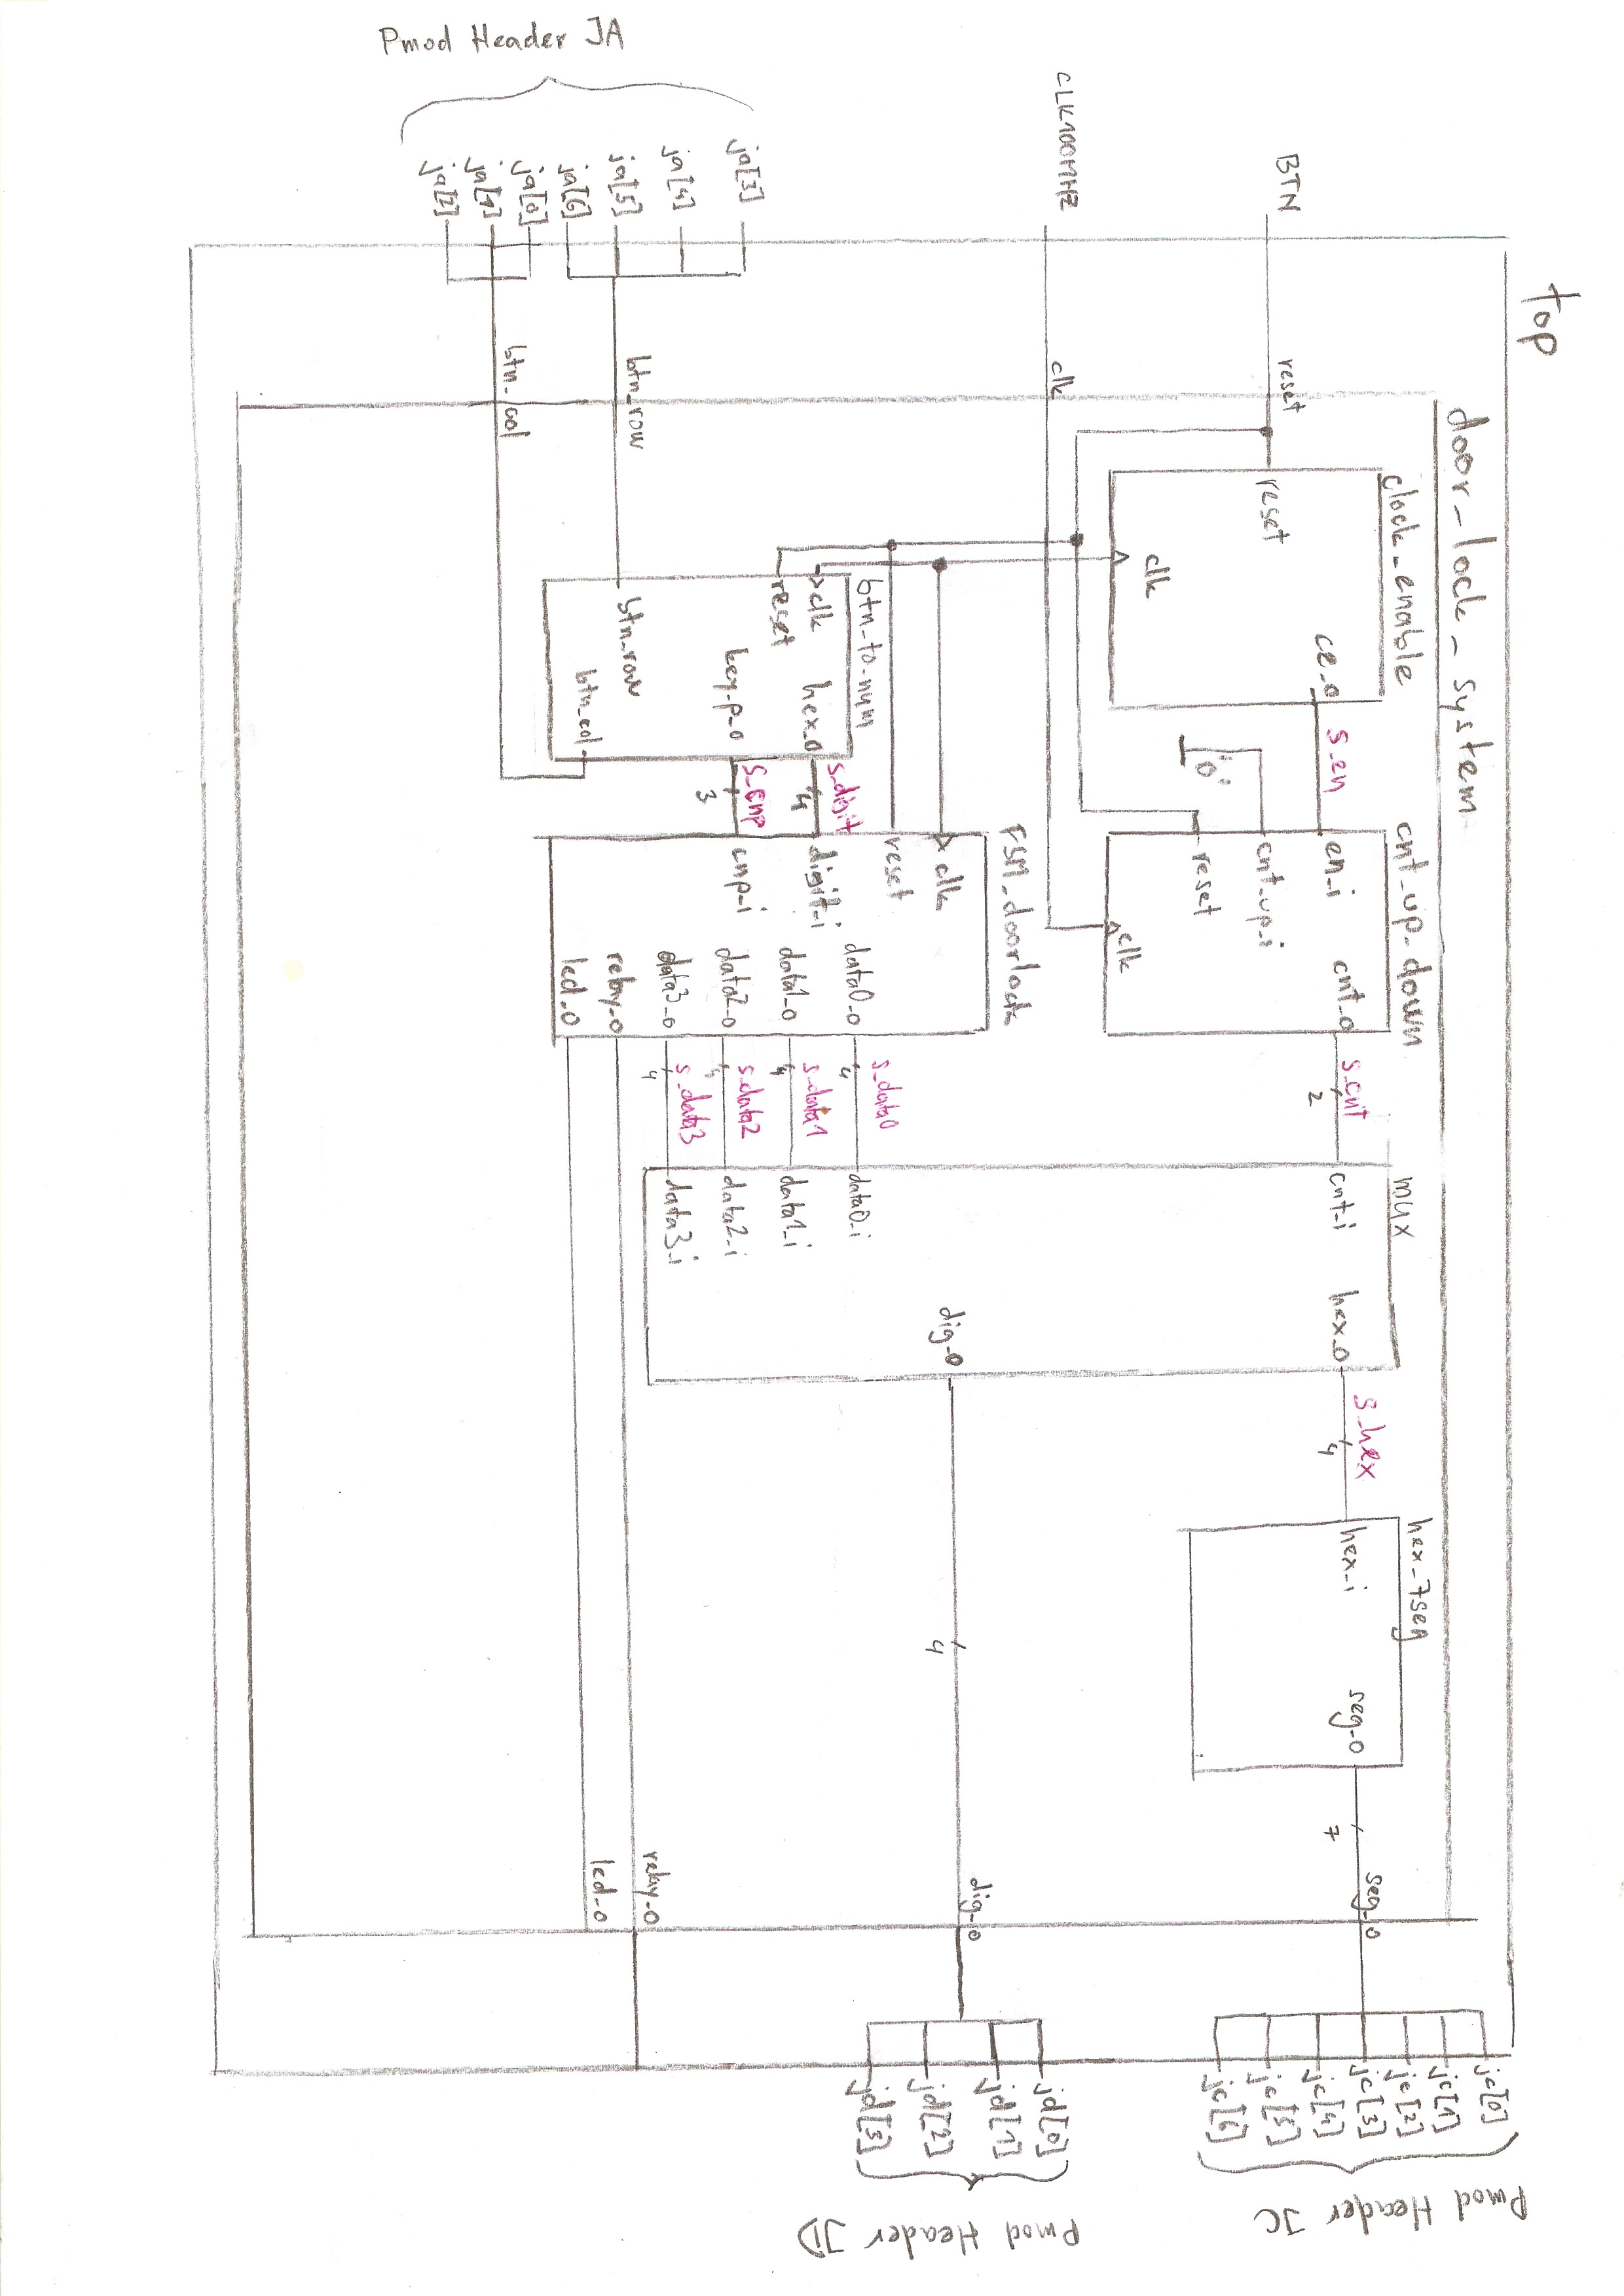 top
door_lock_system
clock_enable
ce_o
reset
clk
s_en
cnt_up_down
en_i
cnt_o
cnt_up_i
'0'
reset
clk
s_cnt
2
mux
cnt_i
hex_o
dig_o
data0_i
data1_i
data2_i
data3_i
s_hex
4
hex_7seg
hex_i
seg_o
7
seg_o
jc[0]
jc[1]
jc[2]
jc[3]
jc[4]
jc[5]
jc[6]
Pmod Header JC
BTN
reset
CLK100MHZ
clk
FSM_doorlock
clk
reset
digit_i
cnp_i
data0_o
data1_o
data2_o
data3_o
relay_o
led_o
s_data0
4
s_data1
4
s_data2
4
s_data3
4
btn_to_num
clk
reset
hex_o
key_p_o
btn_row
btn_col
s_digit
4
s_cnp
3
4
dig_o
jd[0]
jd[1]
jd[2]
jd[3]
Pmod Header JD
relay_o
led_o
ja[3]
ja[4]
ja[5]
ja[6]
ja[0]
ja[1]
ja[2]
Pmod Header JA
btn_row
btn_col